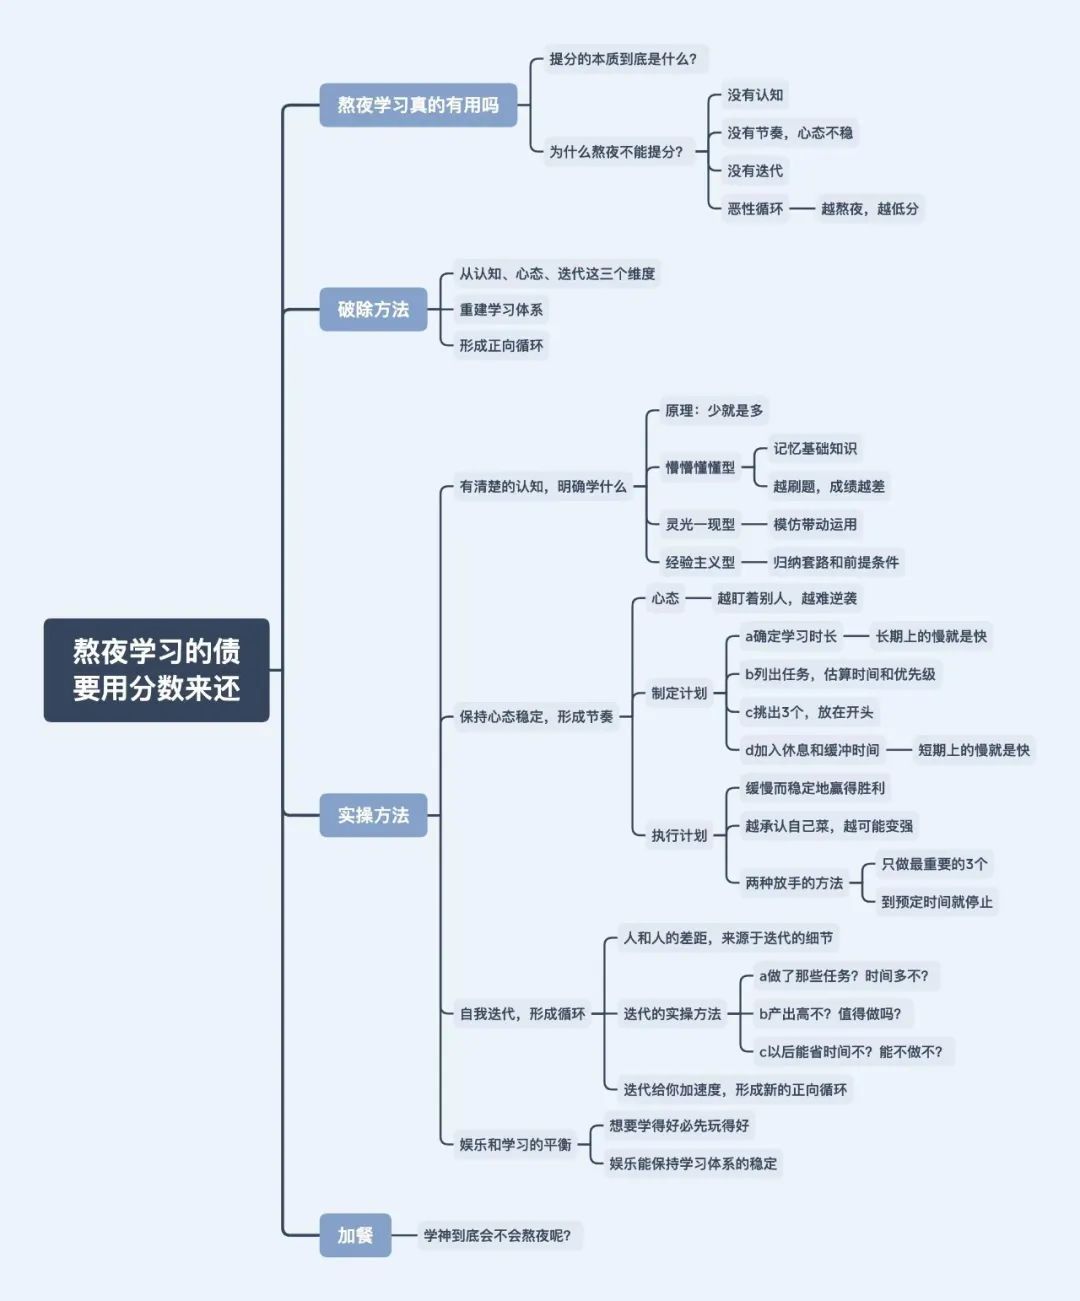 熬夜学习的债
要用分数来还
熬夜学习真的有用吗
提分的本质到底是什么？
为什么熬夜不能提分？
没有认知
没有节奏，心态不稳
没有迭代
恶性循环
越熬夜，越低分
破除方法
从认知、心态、迭代这三个维度
重建学习体系
形成正向循环
实操方法
有清楚的认知，明确学什么
原理：少就是多
懵懵懂懂型
记忆基础知识
越刷题，成绩越差
灵光一现型
模仿带动运用
经验主义型
归纳套路和前提条件
保持心态稳定，形成节奏
心态
越盯着别人，越难逆袭
制定计划
a确定学习时长
长期上的慢就是快
b列出任务，估算时间和优先级
c挑出3个，放在开头
d加入休息和缓冲时间
短期上的慢就是快
执行计划
缓慢而稳定地赢得胜利
越承认自己菜，越可能变强
两种放手的方法
只做最重要的3个
到预定时间就停止
自我迭代，形成循环
人和人的差距，来源于迭代的细节
迭代的实操方法
a做了那些任务？时间多不？
b产出高不？值得做吗？
c以后能省时间不？能不做不？
迭代给你加速度，形成新的正向循环
娱乐和学习的平衡
想要学得好必先玩得好
娱乐能保持学习体系的稳定
加餐
学神到底会不会熬夜呢？